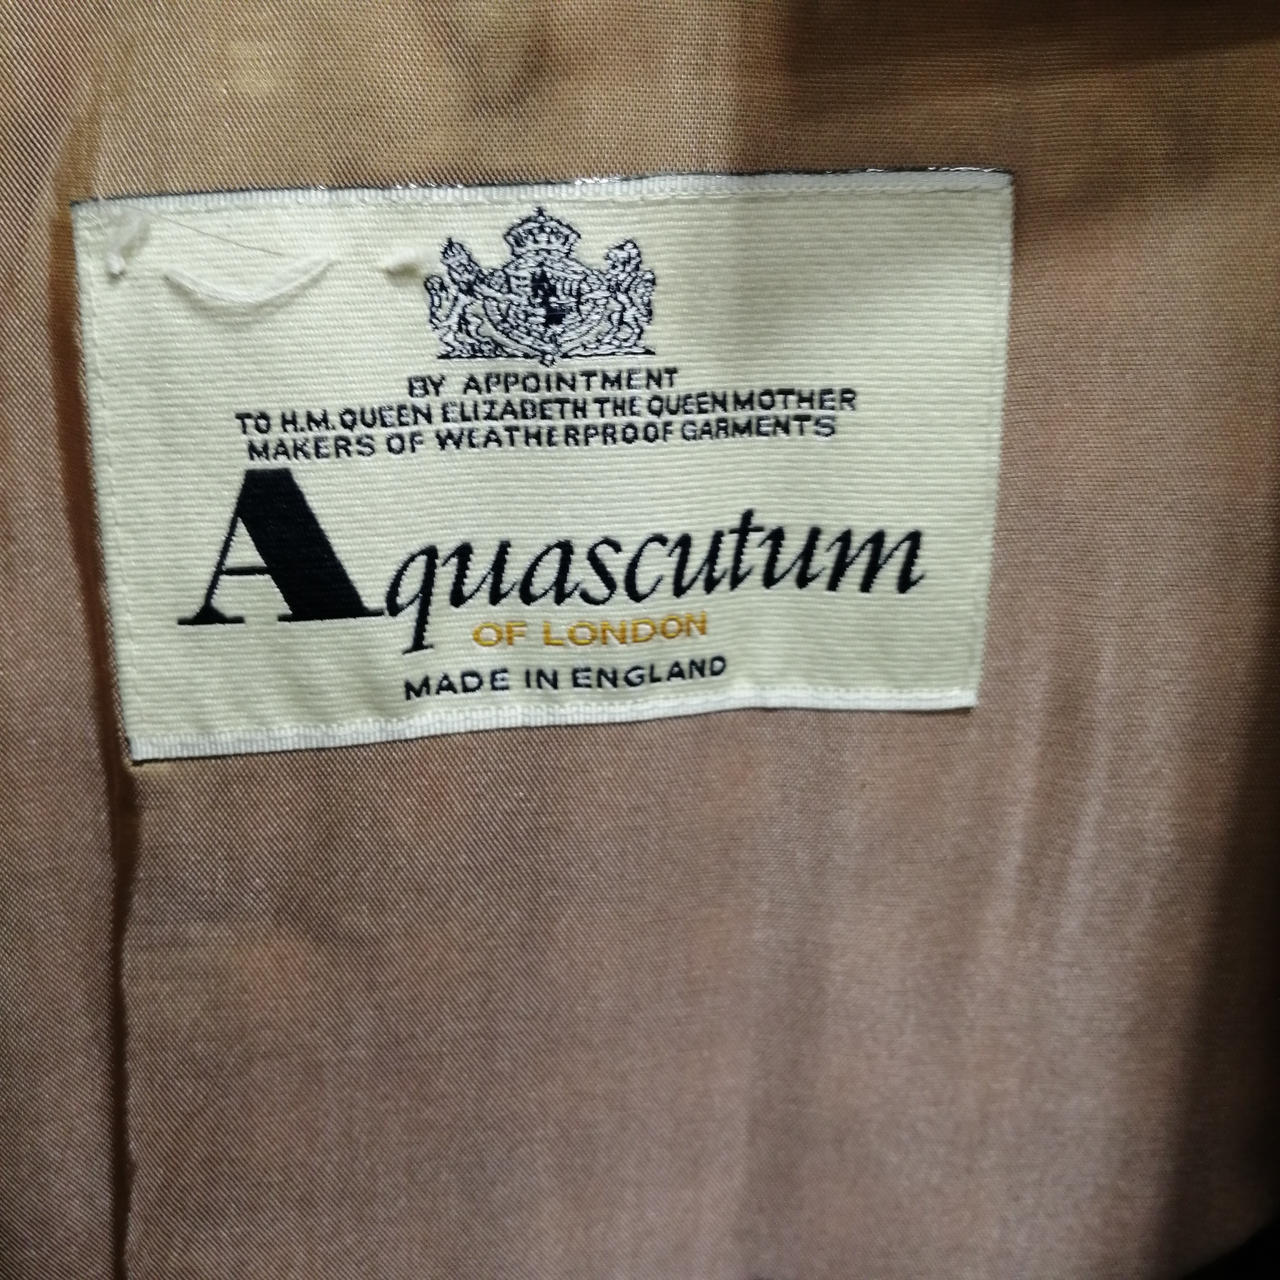 BY APPOINTMENT
TO H.M. QUEEN ELIZABETH THE QUEEN MOTHER
MAKERS OF WEATHERPROOF GARMENTS
Aquascutum
OF LONDON
MADE IN ENGLAND